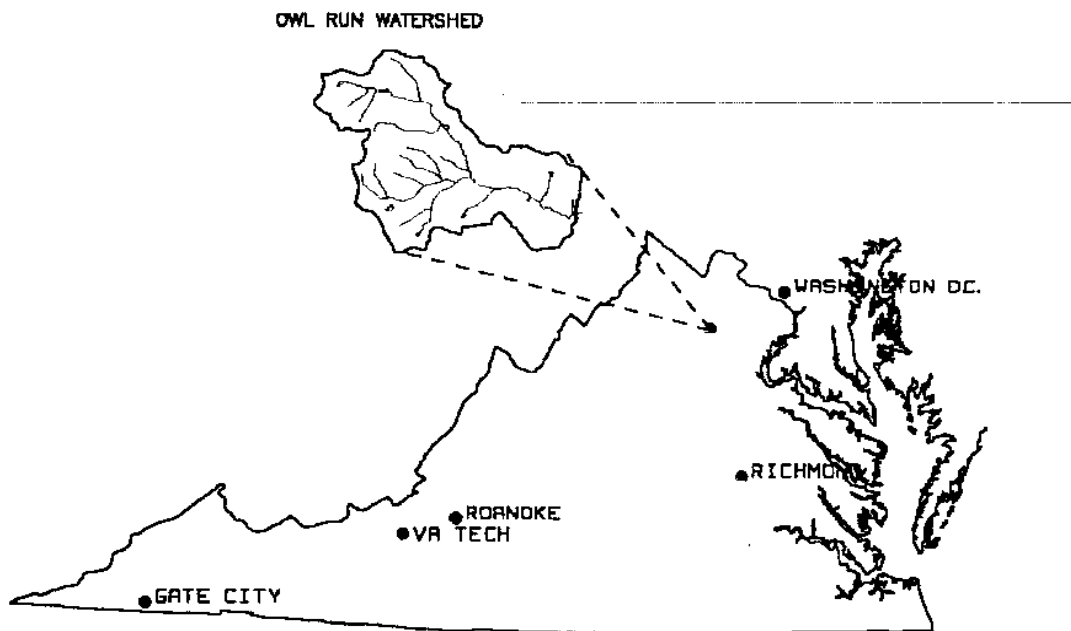 OWL RUN WATERSHED
WASHINGTON DC.
RICHMOND
ROANOKE
VA TECH
GATE CITY